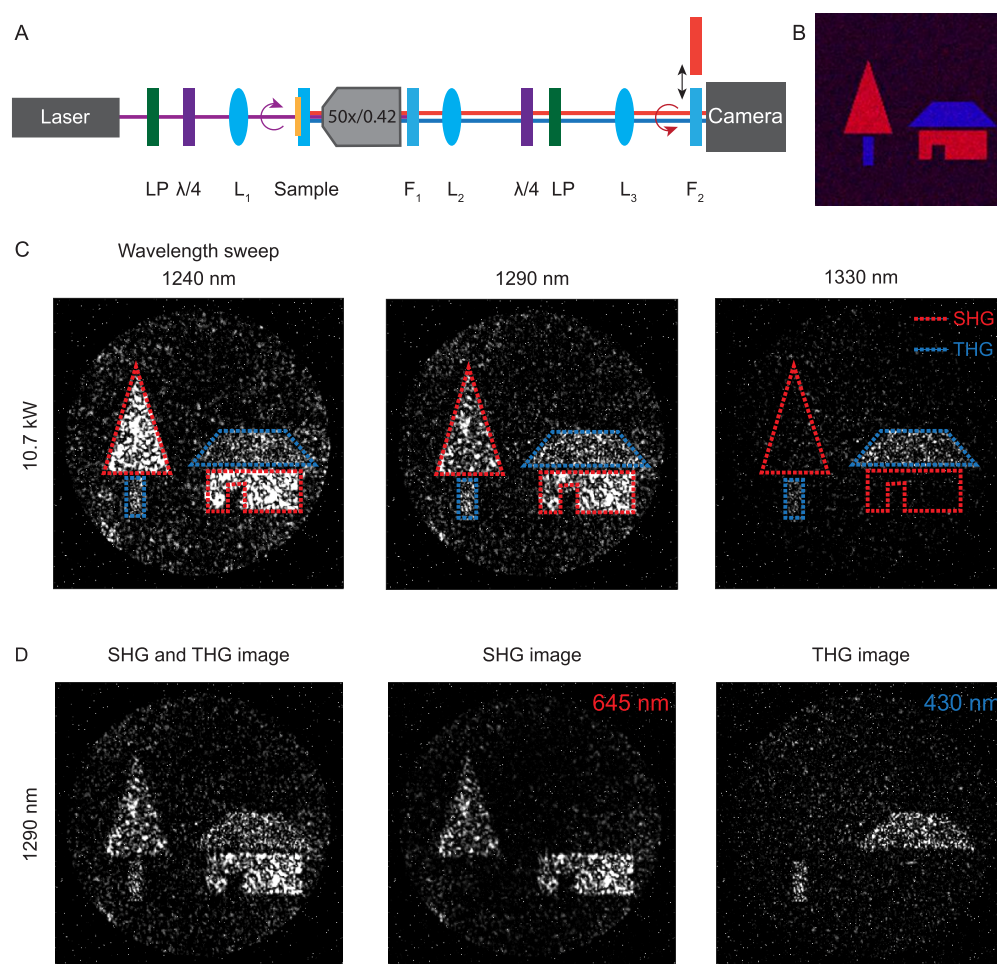 A
B
Laser
50x/0.42
Camera
LP λ/4 L1 Sample F1 L2 λ/4 LP L3 F2
C
Wavelength sweep
1240 nm 1290 nm 1330 nm
SHG
THG
10.7 kW
D
SHG and THG image SHG image THG image
645 nm 430 nm
1290 nm